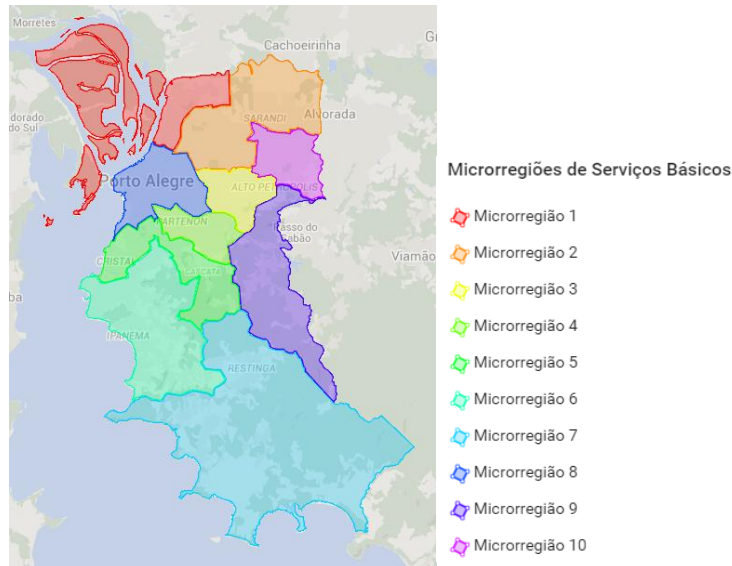 Morretes
Cachoeirinha
G
dorado
do Sul
SARANDI
Alvorada
Porto Alegre
ALTO PETRÓPOLIS
PARTENON
Passo do
Sabão
Viamão
CRISTAL
CASCATA
ba
IPANEMA
RESTINGA
Microrregiões de Serviços Básicos
Microrregião 1
Microrregião 2
Microrregião 3
Microrregião 4
Microrregião 5
Microrregião 6
Microrregião 7
Microrregião 8
Microrregião 9
Microrregião 10